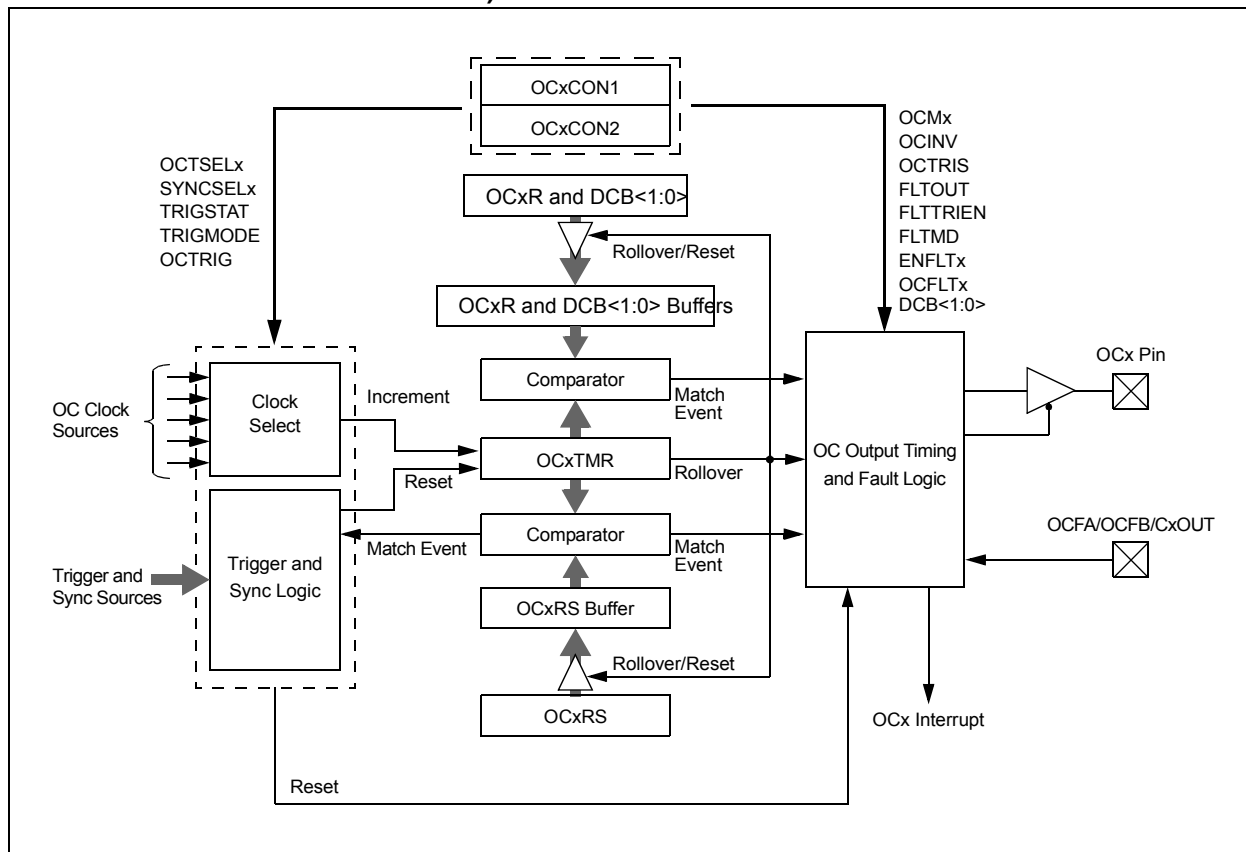 OCxCON1
OCxCON2
OCTSELx
SYNCSELx
TRIGSTAT
TRIGMODE
OCTRIG
OCMx
OCINV
OCTRIS
FLTOUT
FLTTRIEN
FLTMD
ENFLTx
OCFLTx
DCB<1:0>
OCxR and DCB<1:0>
Rollover/Reset
OCxR and DCB<1:0> Buffers
OC Clock
Sources
Clock
Select
Increment
Comparator
Match
Event
OCxTMR
Rollover
Reset
OC Output Timing
and Fault Logic
OCx Pin
Trigger and
Sync Sources
Trigger and
Sync Logic
Match Event
Comparator
Match
Event
OCFA/OCFB/CxOUT
OCxRS Buffer
Rollover/Reset
OCxRS
OCx Interrupt
Reset